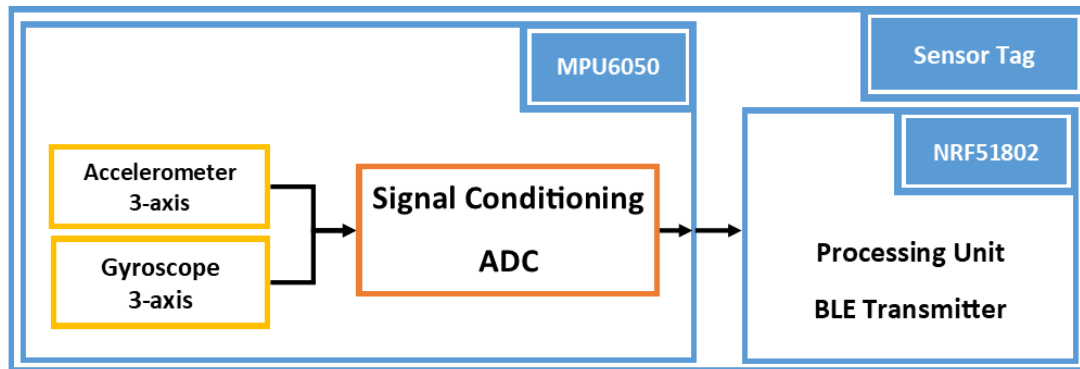 Sensor Tag
MPU6050
NRF51802
Accelerometer
3-axis
Gyroscope
3-axis
Signal Conditioning
ADC
Processing Unit
BLE Transmitter